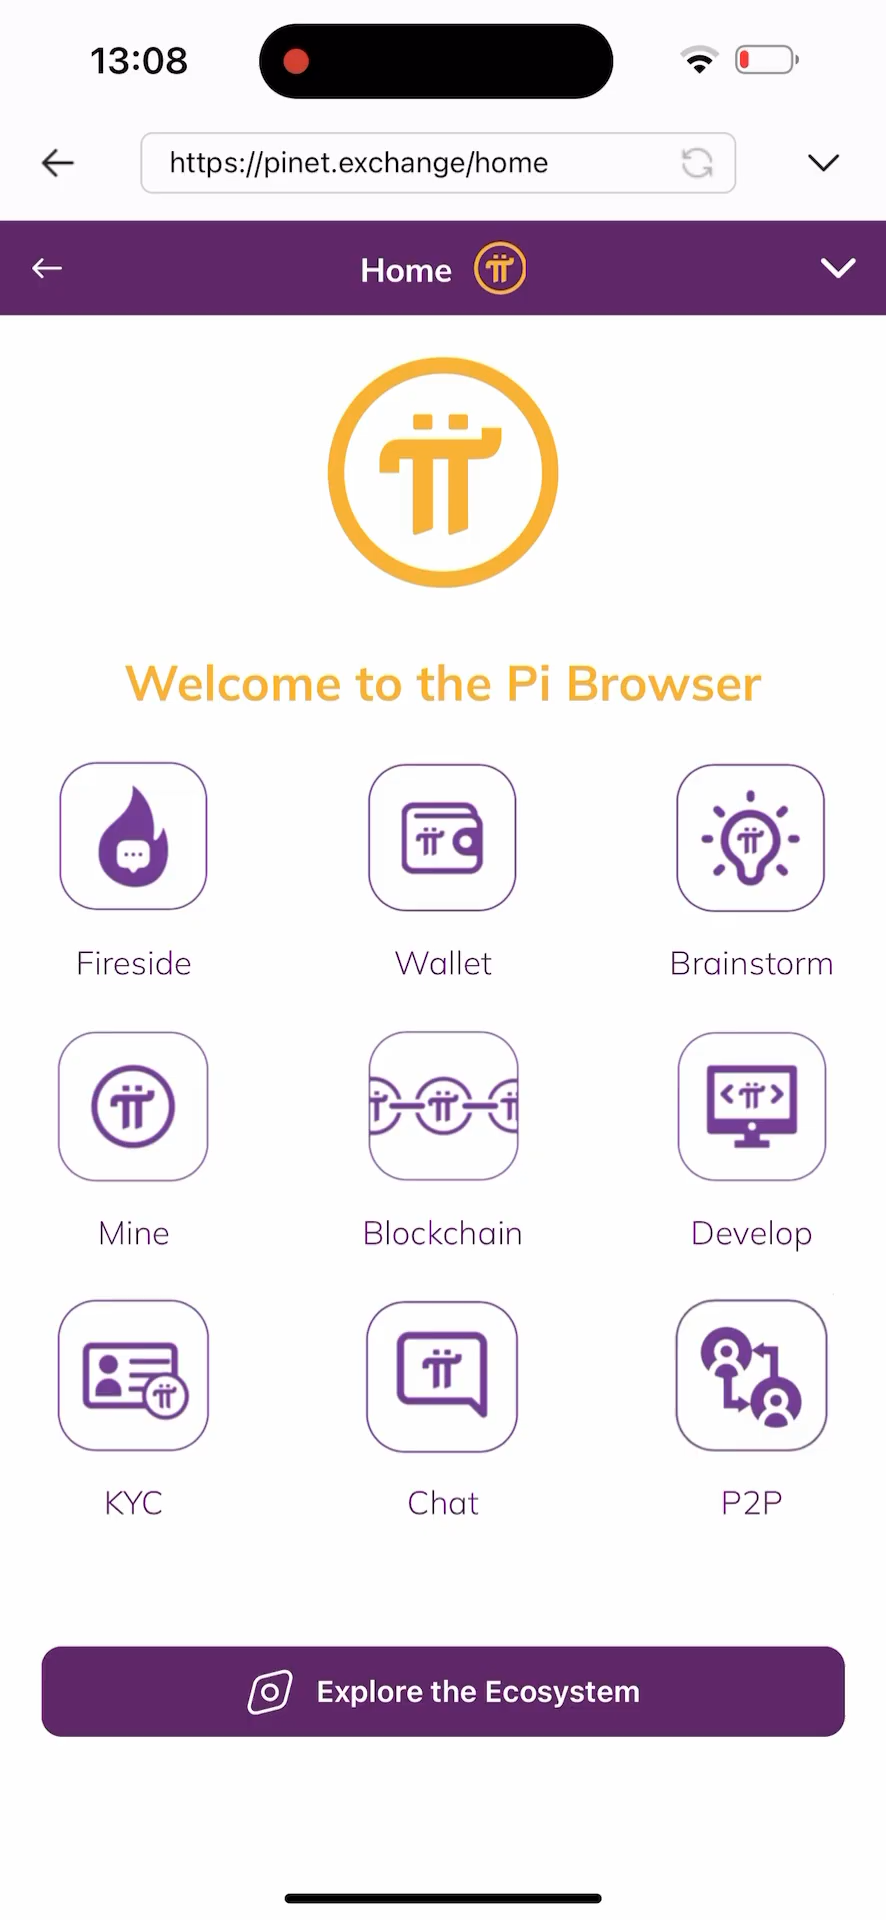 13:08
https://pinet.exchange/home
Home
Welcome to the Pi Browser
Fireside
Wallet
Brainstorm
Mine
Blockchain
Develop
KYC
Chat
P2P
Explore the Ecosystem